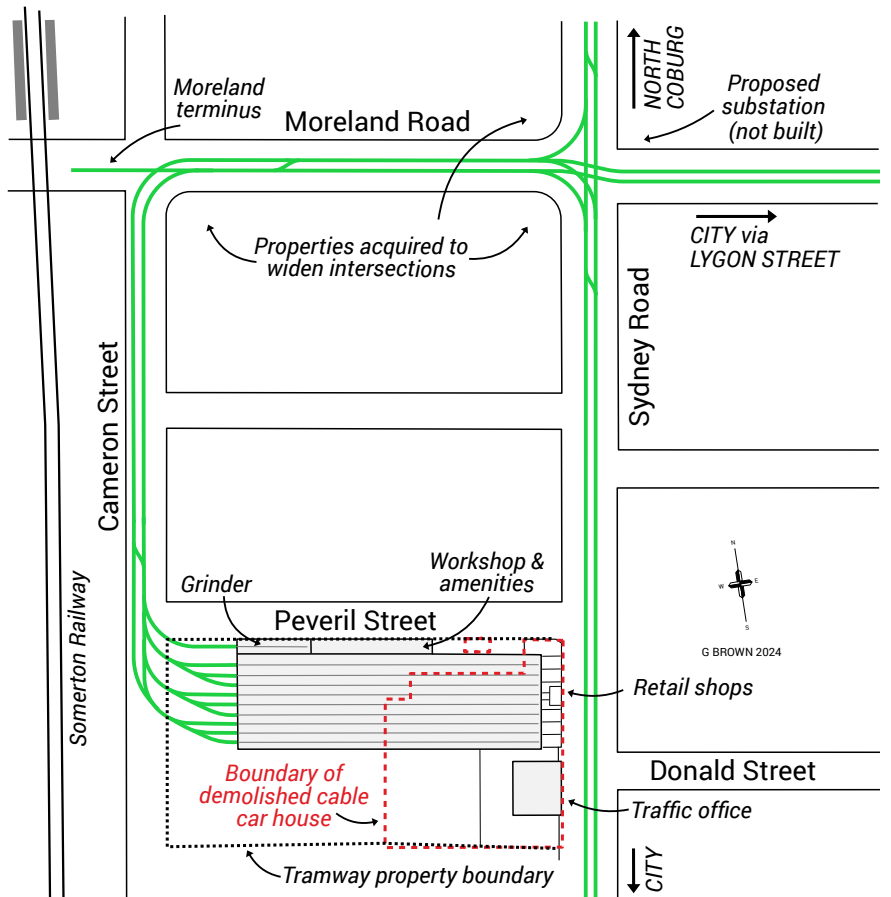 Moreland
terminus
Moreland Road
NORTH
COBURG
Proposed
substation
(not built)
Properties acquired to
widen intersections
CITY via
LYGON STREET
Sydney Road
Cameron Street
Somerton Railway
Grinder
Workshop &
amenities
Peveril Street
N
W
E
S
G BROWN 2024
Retail shops
Boundary of
demolished cable
car house
Donald Street
Traffic office
Tramway property boundary
CITY